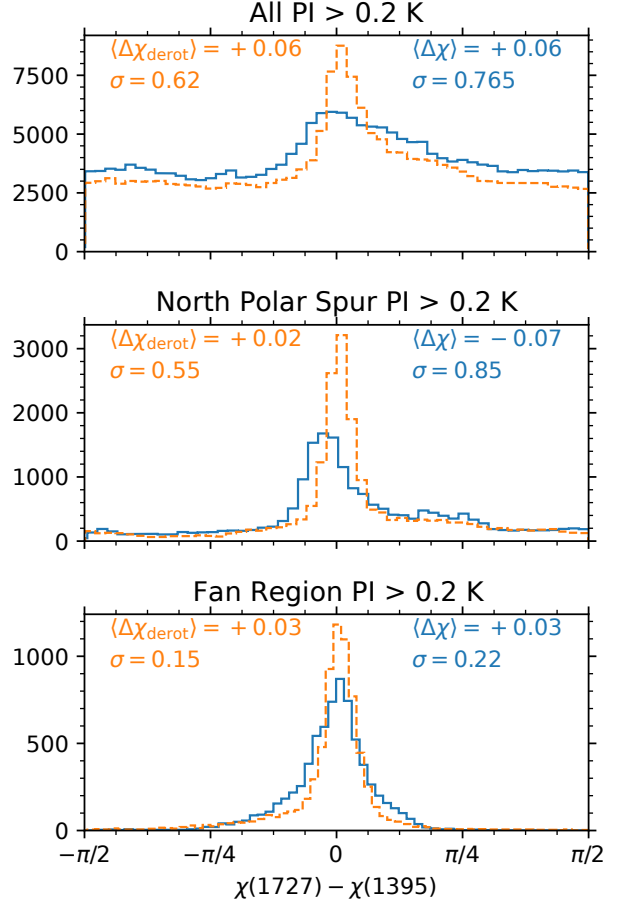 All PI > 0.2 K
⟨Δχderot⟩ = +0.06
σ = 0.62
⟨Δχ⟩ = +0.06
σ = 0.765
7500
5000
2500
0
North Polar Spur PI > 0.2 K
⟨Δχderot⟩ = +0.02
σ = 0.55
⟨Δχ⟩ = −0.07
σ = 0.85
3000
2000
1000
0
Fan Region PI > 0.2 K
⟨Δχderot⟩ = +0.03
σ = 0.15
⟨Δχ⟩ = +0.03
σ = 0.22
1000
500
0
−π/2 −π/4 0 π/4 π/2
χ(1727) − χ(1395)